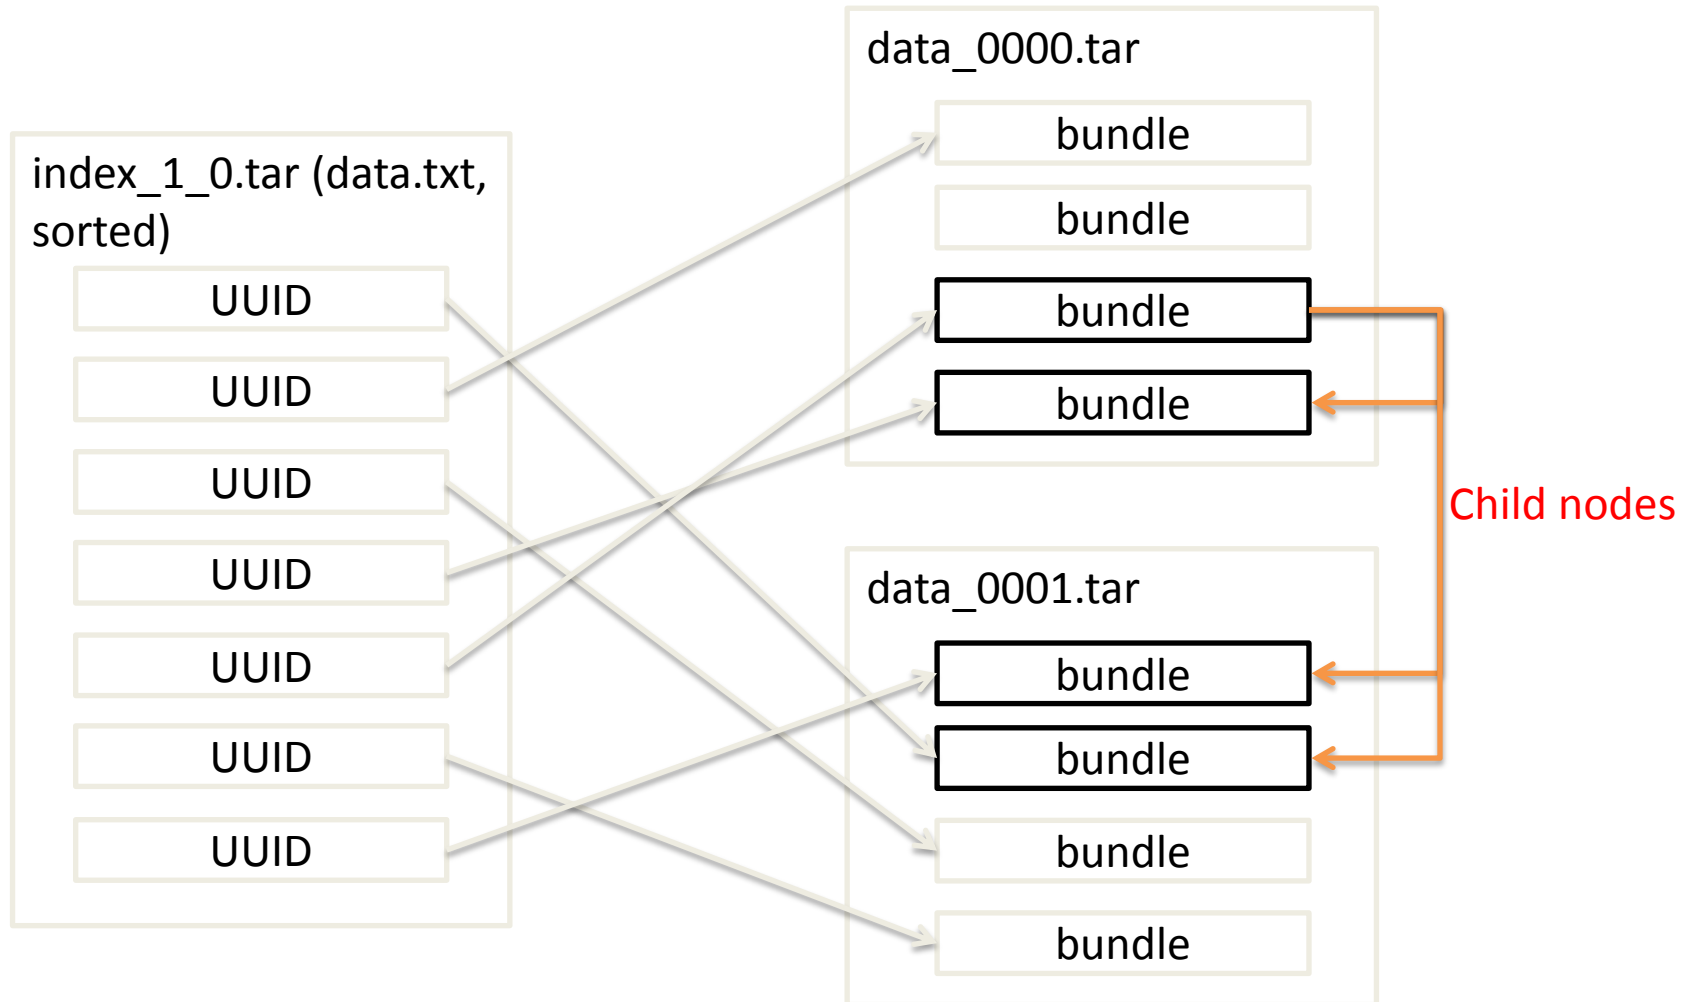 index_1_0.tar (data.txt,
sorted)
UUID
UUID
UUID
UUID
UUID
UUID
UUID
data_0000.tar
bundle
bundle
bundle
bundle
Child nodes
data_0001.tar
bundle
bundle
bundle
bundle